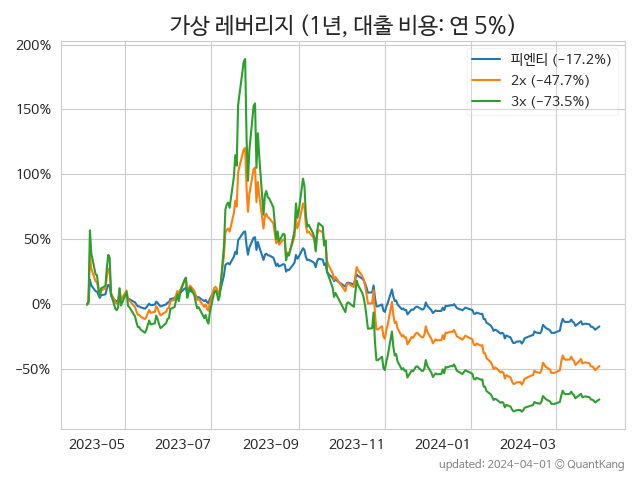 가상 레버리지 (1년, 대출 비용: 연 5%)
피엔티 (−17.2%)
2x (−47.7%)
3x (−73.5%)
200%
150%
100%
50%
0%
−50%
2023-05 2023-07 2023-09 2023-11 2024-01 2024-03
updated: 2024-04-01 © QuantKang